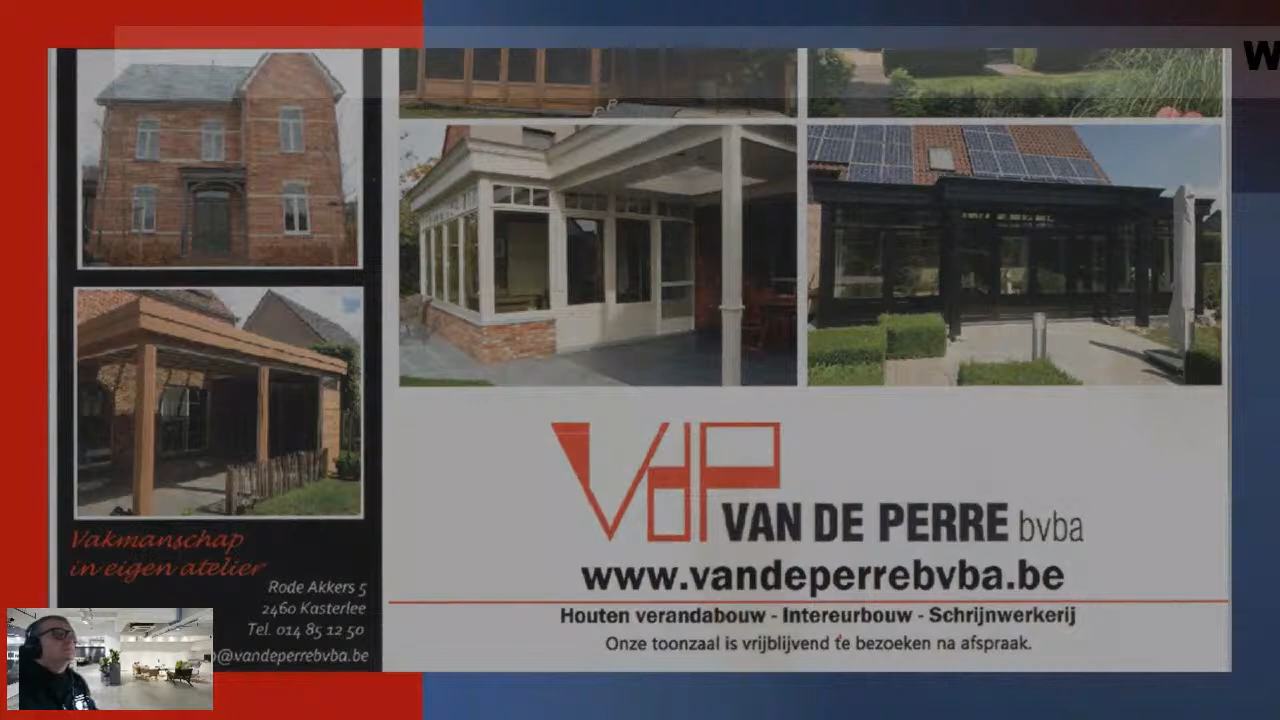 W
Vakmanschap
in eigen atelier
Rode Akkers 5
2460 Kasterlee
Tel. 014 85 12 50
@vandeperrebvba.be
VdP VAN DE PERRE bvba
www.vandeperrebvba.be
Houten verandabouw - Intereurbouw - Schrijnwerkerij
Onze toonzaal is vrijblijvend te bezoeken na afspraak.